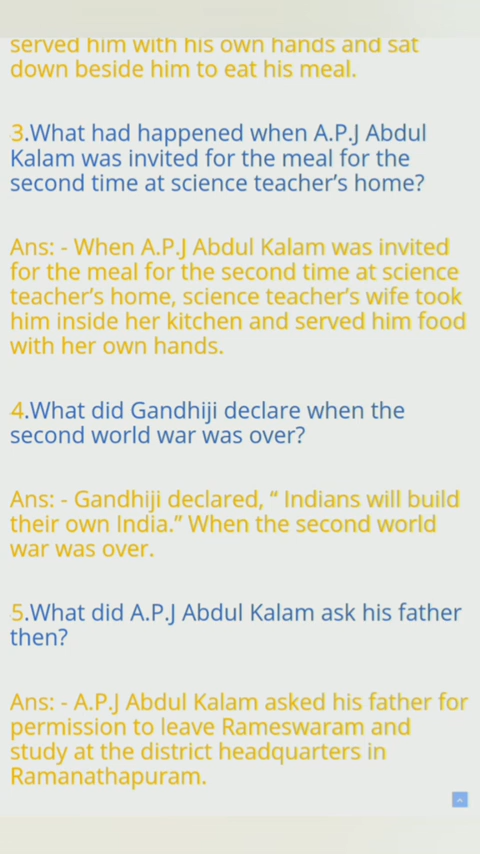 served him with his own hands and sat
down beside him to eat his meal.
3.What had happened when A.P.J Abdul
Kalam was invited for the meal for the
second time at science teacher's home?
Ans: - When A.P.J Abdul Kalam was invited
for the meal for the second time at science
teacher's home, science teacher's wife took
him inside her kitchen and served him food
with her own hands.
4.What did Gandhiji declare when the
second world war was over?
Ans: - Gandhiji declared, “ Indians will build
their own India.” When the second world
war was over.
5.What did A.P.J Abdul Kalam ask his father
then?
Ans: - A.P.J Abdul Kalam asked his father for
permission to leave Rameswaram and
study at the district headquarters in
Ramanathapuram.